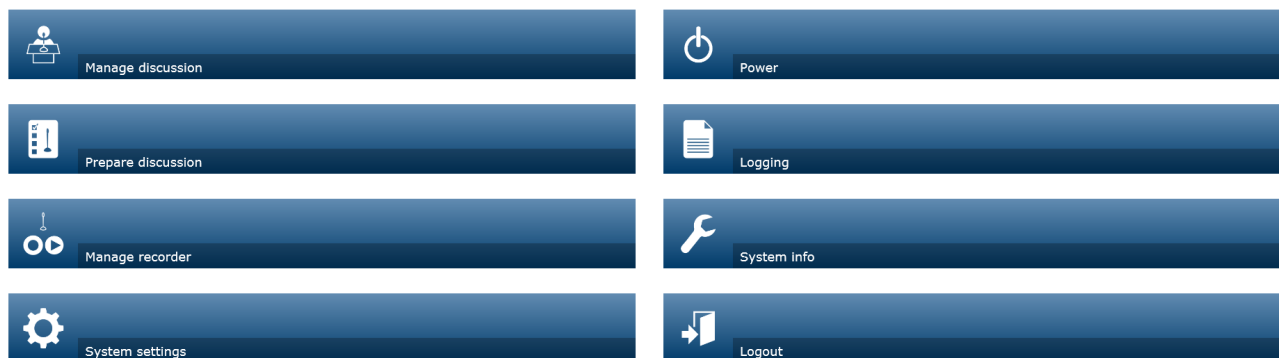 Manage discussion
Power
Prepare discussion
Logging
Manage recorder
System info
System settings
Logout